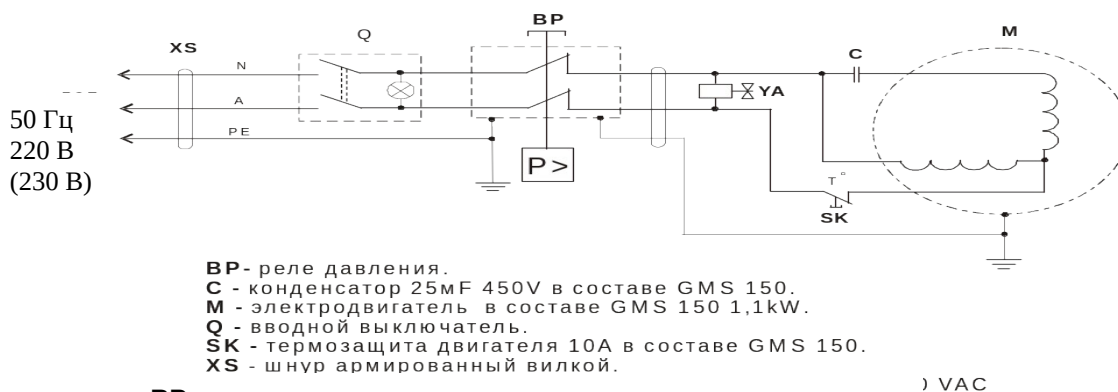 BP
Q
XS
C
M
N
YA
A
50 Гц
220 В
(230 В)
PE
P>
T°
SK
BP- реле давления.
C - конденсатор 25мF 450V в составе GMS 150.
M - электродвигатель в составе GMS 150 1,1kW.
Q - вводной выключатель.
SK - термозащита двигателя 10А в составе GMS 150.
XS - шнур армированный вилкой.
VAC